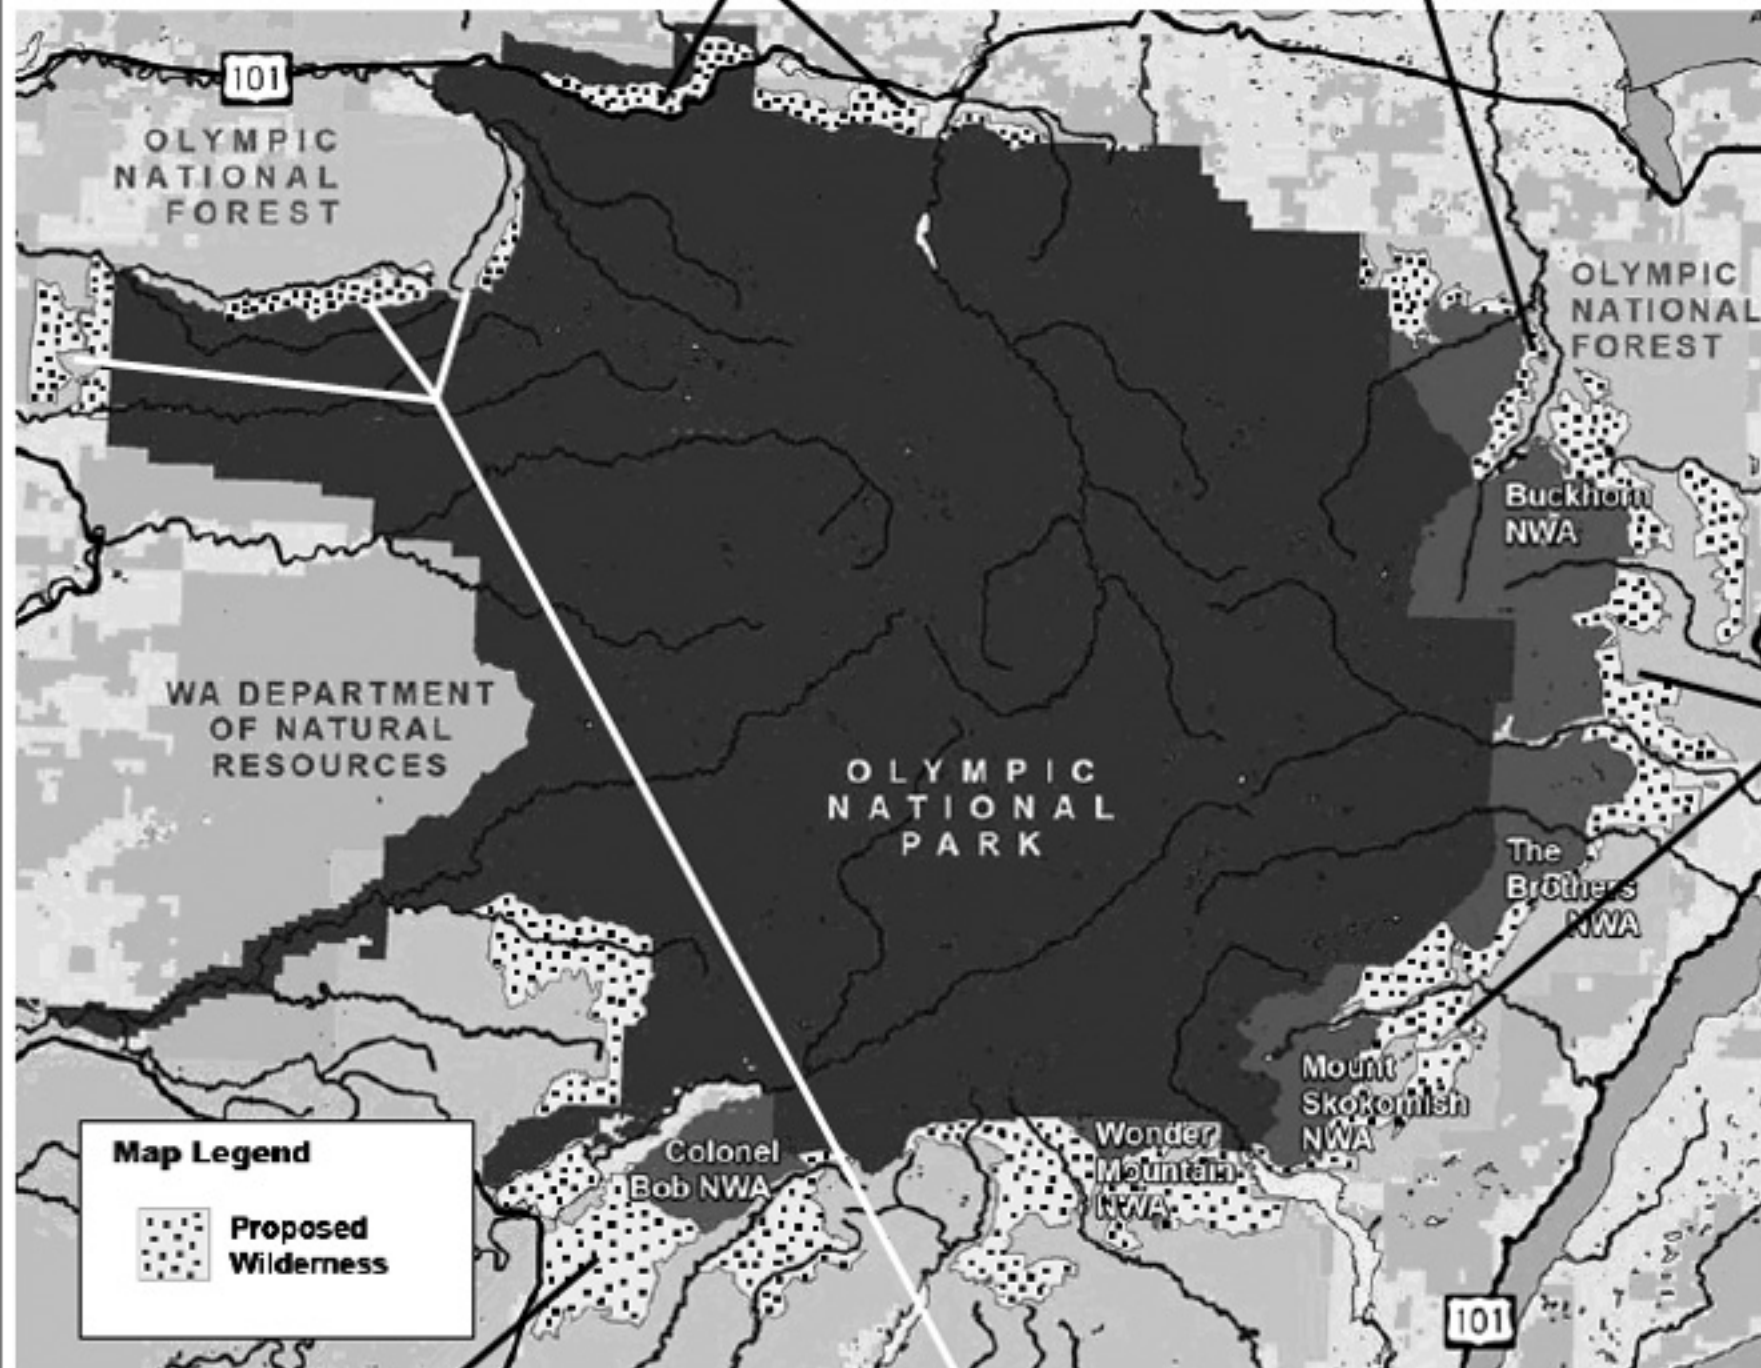 101
OLYMPIC
NATIONAL
FOREST
OLYMPIC
NATIONAL
FOREST
Buckhorn
NWA
WA DEPARTMENT
OF NATURAL
RESOURCES
OLYMPIC
NATIONAL
PARK
The
Brothers
NWA
Mount
Skokomish
NWA
Wonder
Mountain
NWA
Colonel
Bob NWA
Map Legend
Proposed
Wilderness
101